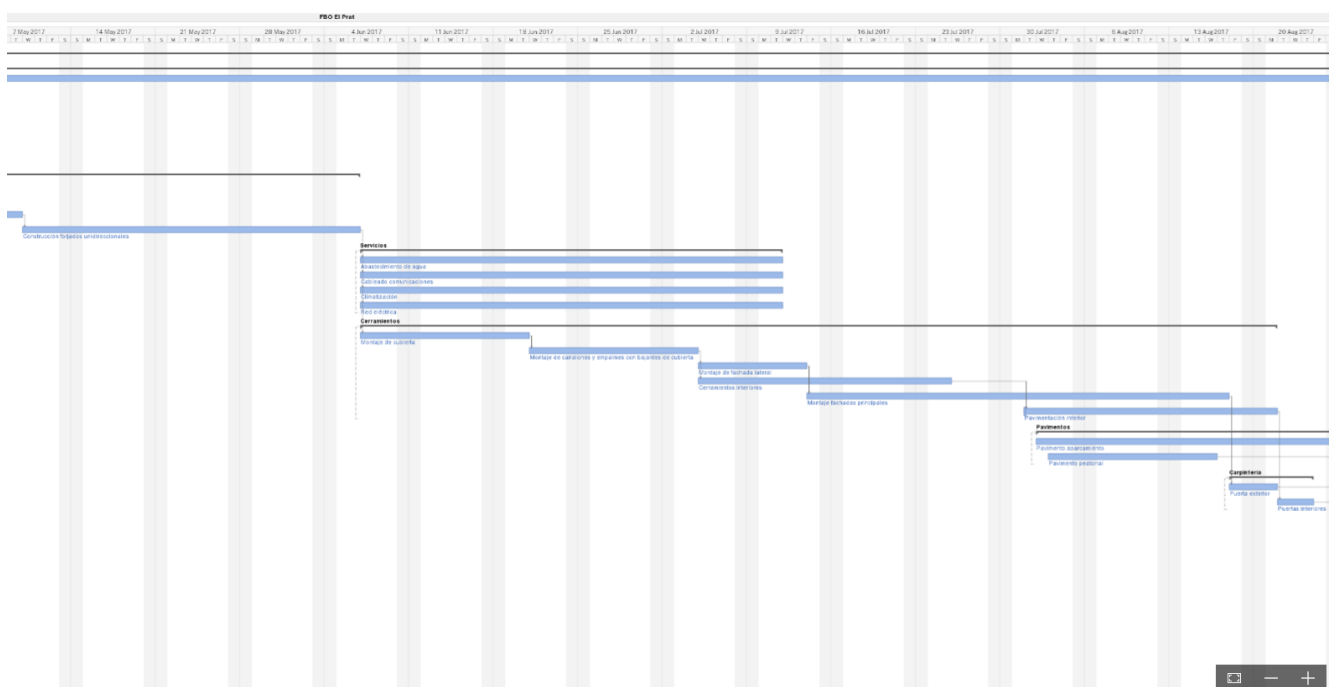 FBO El Prat
7 May 2017 14 May 2017 21 May 2017 28 May 2017 4 Jun 2017 11 Jun 2017 18 Jun 2017 25 Jun 2017 2 Jul 2017 9 Jul 2017 16 Jul 2017 23 Jul 2017 30 Jul 2017 6 Aug 2017 13 Aug 2017 20 Aug 2017
Construcción forjados unidireccionales
Servicios
Abastecimiento de agua
comunicaciones
Climatización
Red eléctrica
Cerramientos
Montaje de cubierta
Montaje de canalones y empalmes con bajantes de cubierta
Montaje de fachada lateral
Cerramientos interiores
Montaje fachadas principales
Pavimentación interior
Pavimentos
Pavimento aparcamiento
Pavimento peatonal
Carpintería
Puerta exterior
Puertas interiores